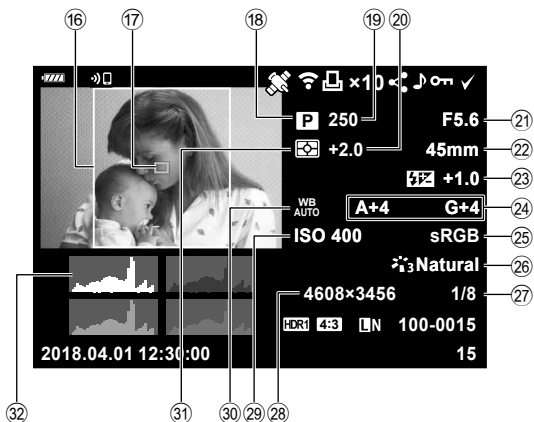 ⑯ ⑰ ⑱ ⑲ ⑳
×10
P 250 F5.6 ㉑
+2.0 45mm ㉒
+1.0 ㉓
WB AUTO A+4 G+4 ㉔
ISO 400 sRGB ㉕
3 Natural ㉖
4608×3456 1/8 ㉗
HDR1 4:3 LN 100-0015
2018.04.01 12:30:00 15
㉜ ㉛ ㉚ ㉙ ㉘